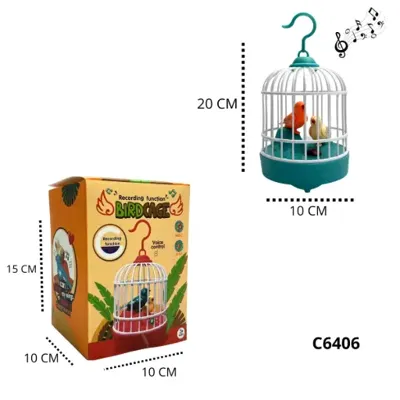 20 CM
10 CM
Recording function
BIRDCAGE
Recording
function
Voice
control
15 CM
10 CM
10 CM
C6406